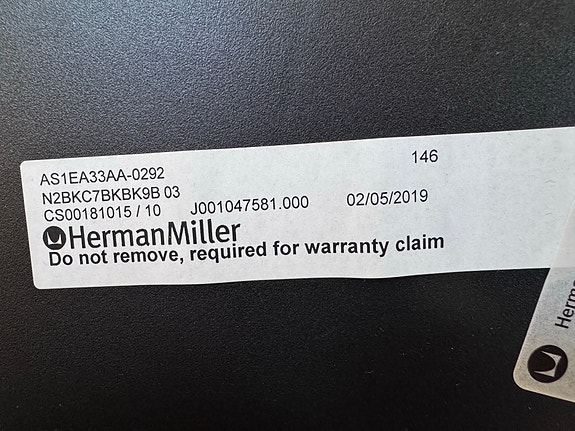 AS1EA33AA-0292 146
N2BKC7BKBK9B 03
CS00181015 / 10 J001047581.000 02/05/2019
HermanMiller
Do not remove, required for warranty claim